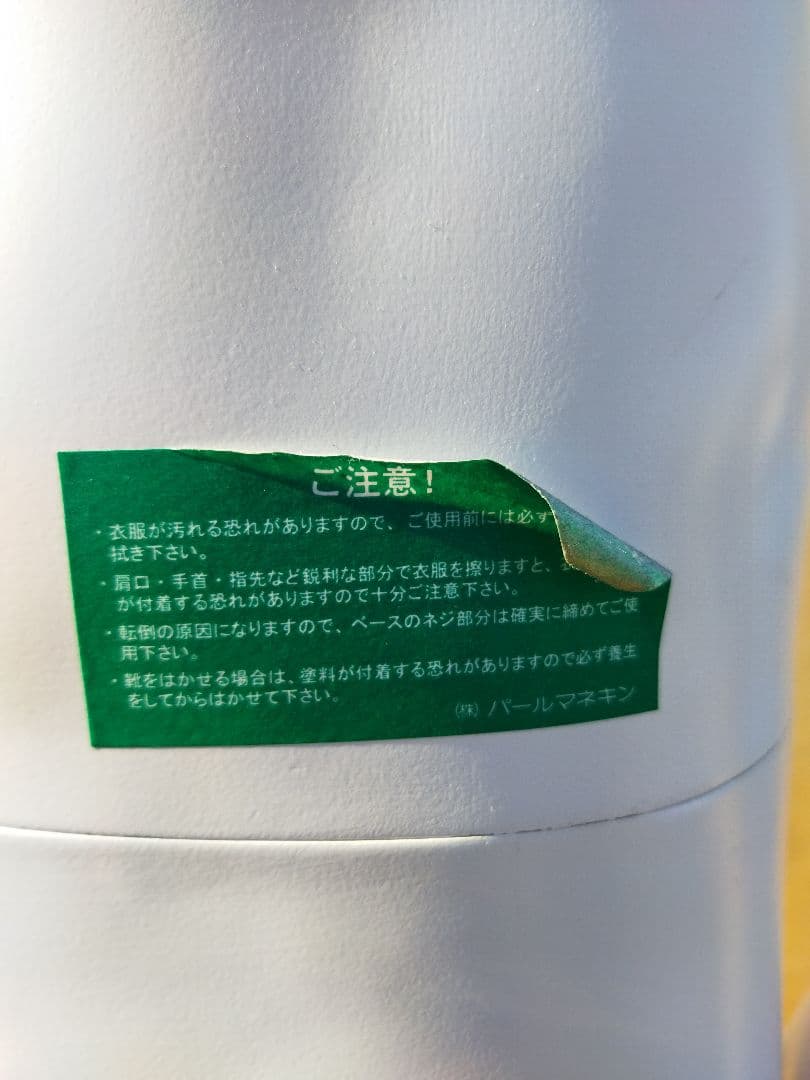 ご注意!
・衣服が汚れる恐れがありますので、ご使用前には必ず
拭き下さい。
・肩口・手首・指先など鋭利な部分で衣服を擦りますと、
が付着する恐れがありますので十分ご注意下さい。
・転倒の原因になりますので、ベースのネジ部分は確実に締めてご使
用下さい。
・靴をはかせる場合は、塗料が付着する恐れがありますので必ず養生
をしてからはかせて下さい。
㈱ パールマネキン